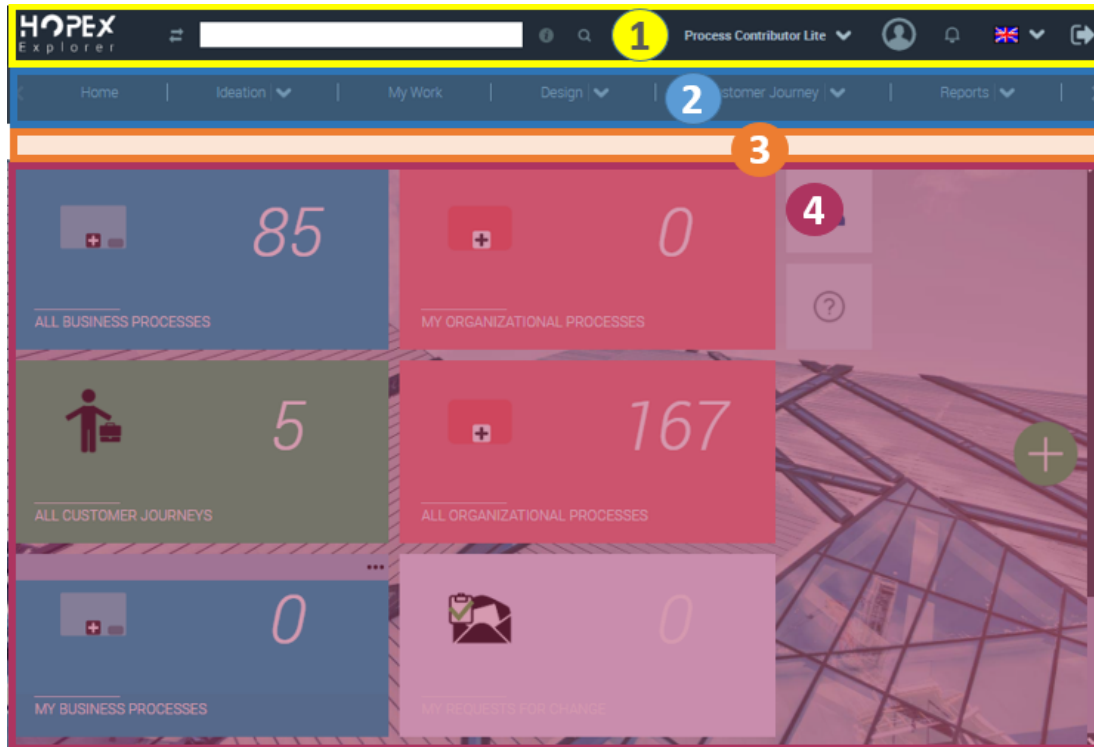 HOPEX
Explorer
1
Process Contributor Lite
Home
Ideation
My Work
Design
2
stomer Journey
Reports
3
4
85
0
ALL BUSINESS PROCESSES
MY ORGANIZATIONAL PROCESSES
?
5
167
ALL CUSTOMER JOURNEYS
ALL ORGANIZATIONAL PROCESSES
0
0
MY BUSINESS PROCESSES
MY REQUESTS FOR CHANGE